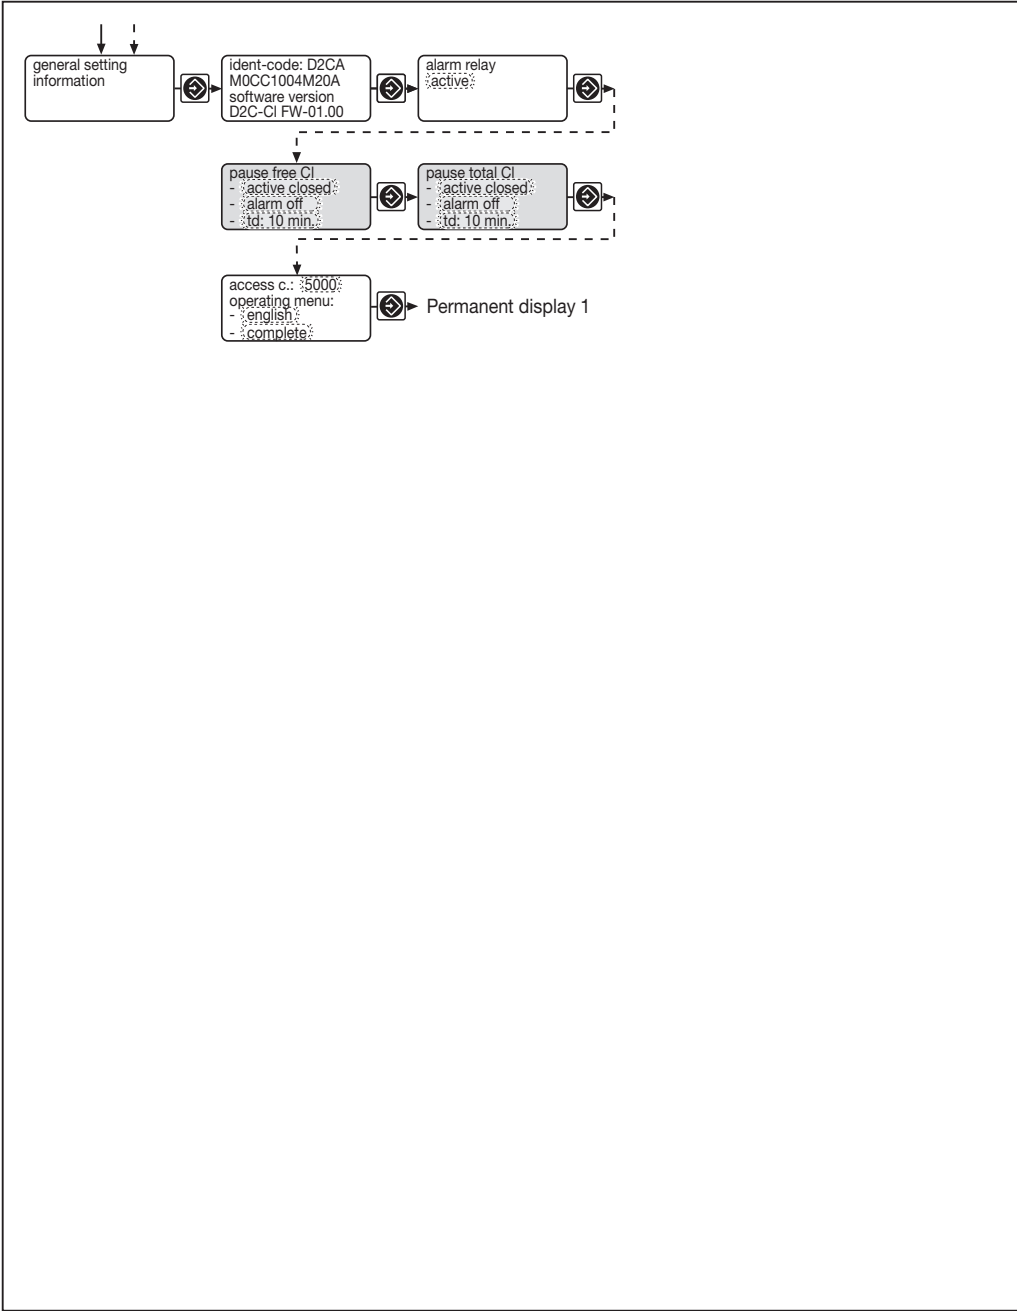 general setting
information
ident-code: D2CA
M0CC1004M20A
software version
D2C-Cl FW-01.00
alarm relay
active
pause free Cl
- active closed
- alarm off
- td: 10 min.
pause total Cl
- active closed
- alarm off
- td: 10 min.
access c.: 5000
operating menu:
- english
- complete
Permanent display 1